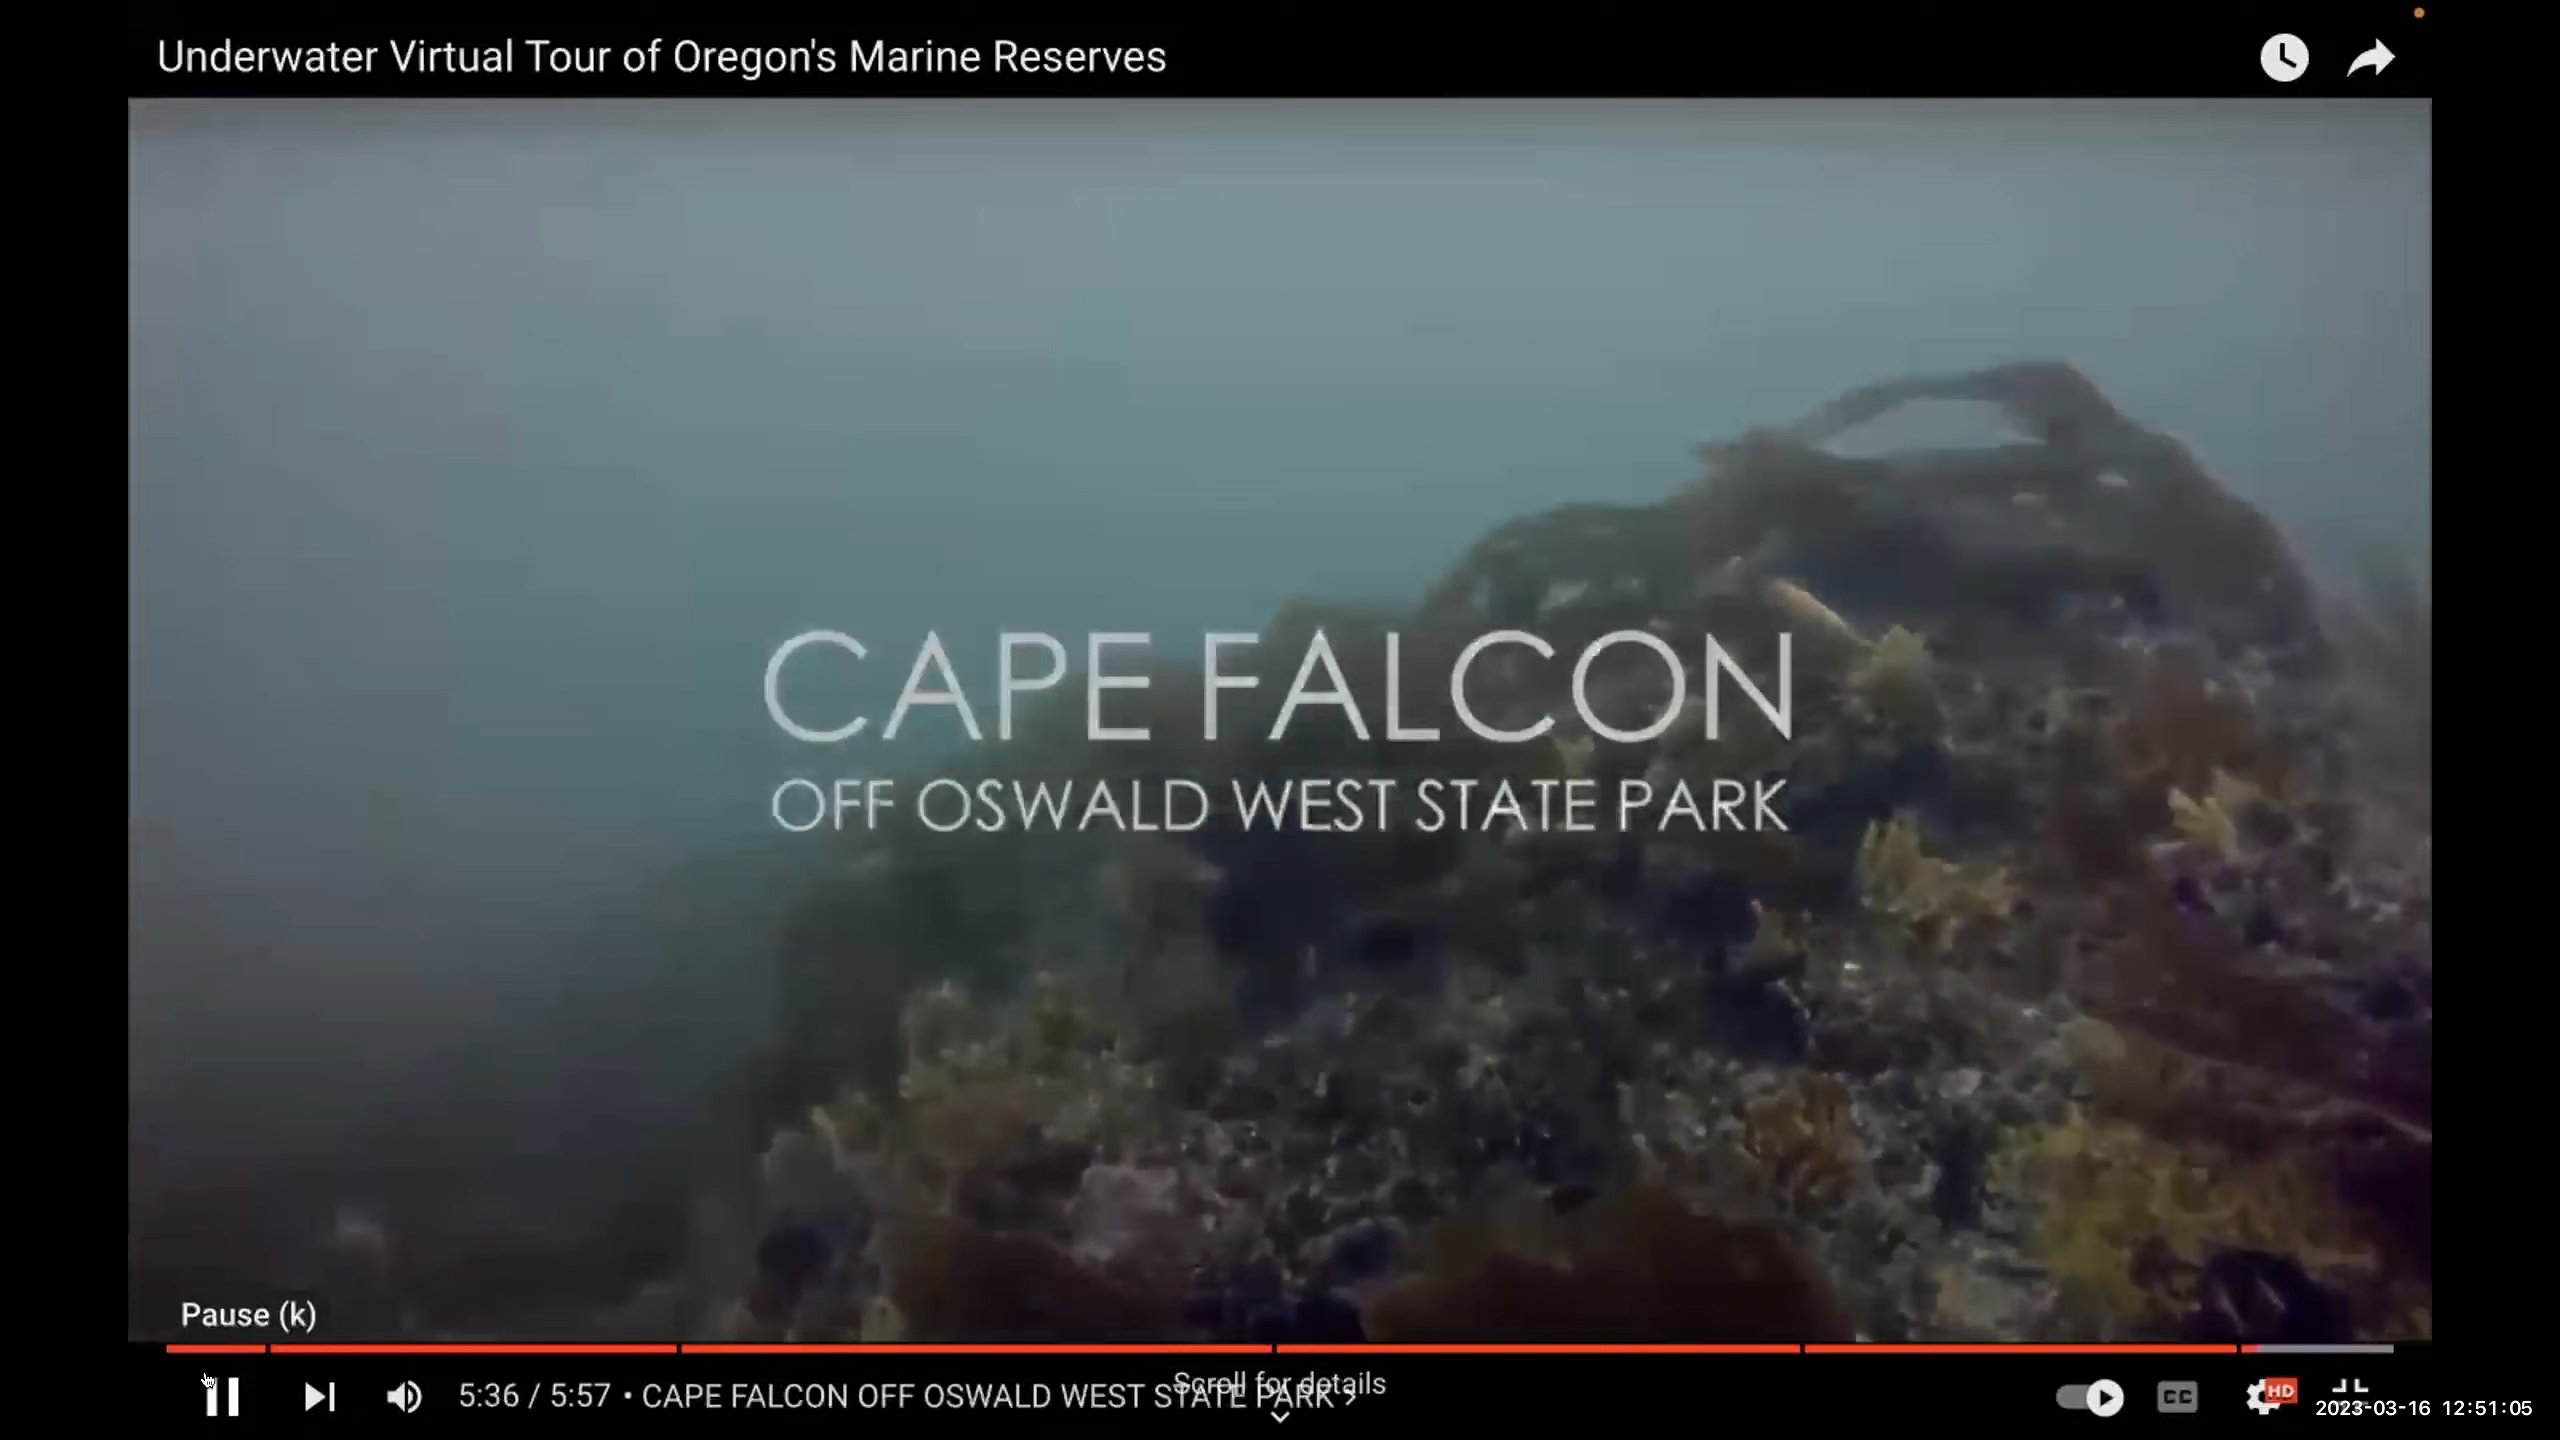 Underwater Virtual Tour of Oregon's Marine Reserves
CAPE FALCON
OFF OSWALD WEST STATE PARK
Pause (k)
Scroll for details
5:36 / 5:57 • CAPE FALCON OFF OSWALD WEST STATE PARK
CC
HD
2023-03-16 12:51:05